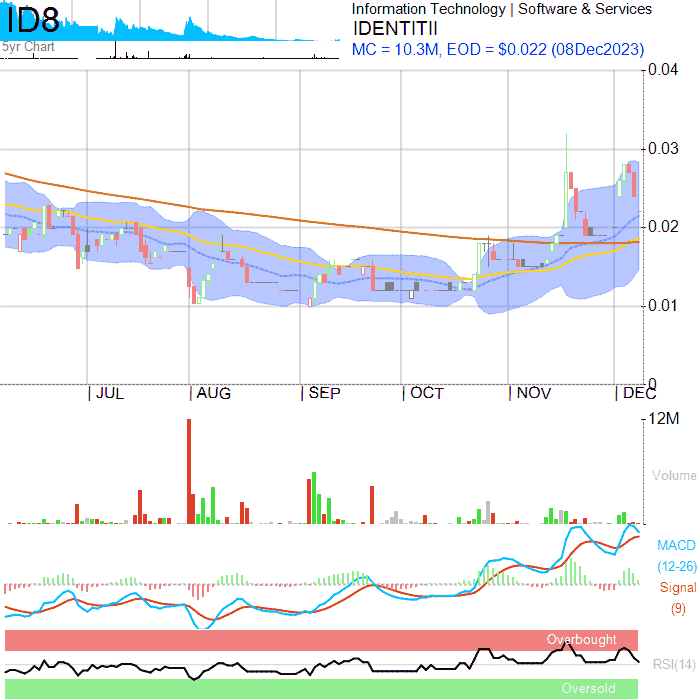 ID8
5yr Chart
Information Technology | Software & Services
IDENTITII
MC = 10.3M, EOD = $0.022 (08Dec2023)
0.04
0.03
0.02
0.01
0
JUL AUG SEP OCT NOV DEC
12M
Volume
MACD
(12-26)
Signal
(9)
Overbought
RSI(14)
Oversold